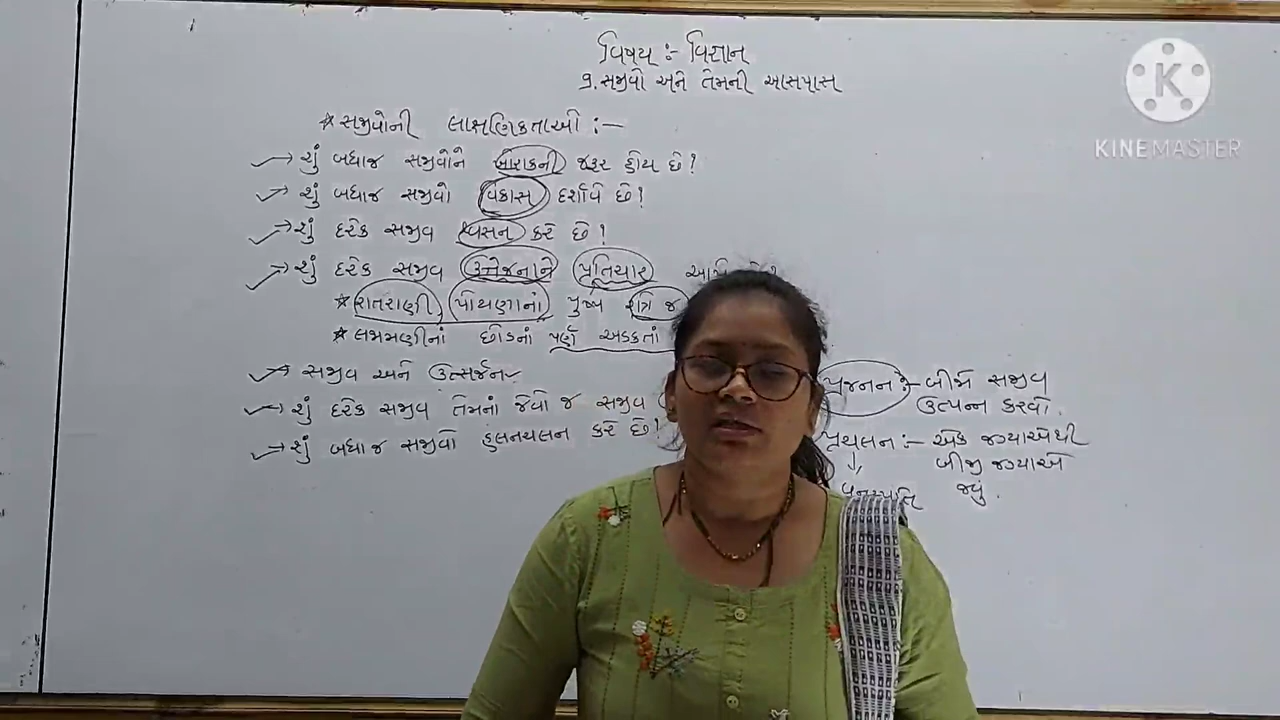 વિષય :- વિજ્ઞાન
૭. સજીવો અને તેમની આસપાસ
* સજીવોની લાક્ષણિકતાઓ :-
→ શું બધાજ સજીવોને ખોરાકની જરૂર હોય છે?
→ શું બધાજ સજીવો વિકાસ દર્શાવે છે?
→ શું દરેક સજીવ શ્વસન કરે છે?
→ શું દરેક સજીવ ઉત્તેજનાને પ્રતિચાર
* રાતરાણી પોયણાનાં પુષ્પ રાત્રે જ
* લજામણીનાં છોડનાં પર્ણ અડકતાં
→ સજીવ અને ઉત્સર્જન
→ શું દરેક સજીવ તેમનાં જેવો જ સજીવ
→ શું બધાજ સજીવો હલનચલન કરે છે?
પ્રજનન :- બીજો સજીવ
ઉત્પન્ન કરવો.
પ્રચલન :- એક જગ્યાએથી
બીજી જગ્યાએ
જવું.
વનસ્પતિ
KINEMASTER